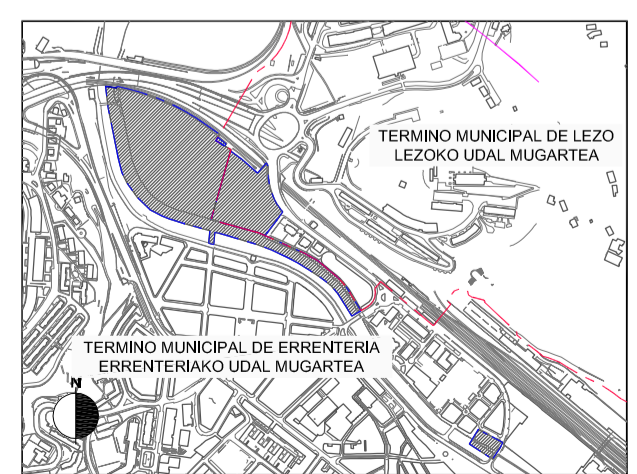 TERMINO MUNICIPAL DE LEZO
LEZOKO UDAL MUGARTEA
TERMINO MUNICIPAL DE ERRENTERIA
ERRENTERIAKO UDAL MUGARTEA
N